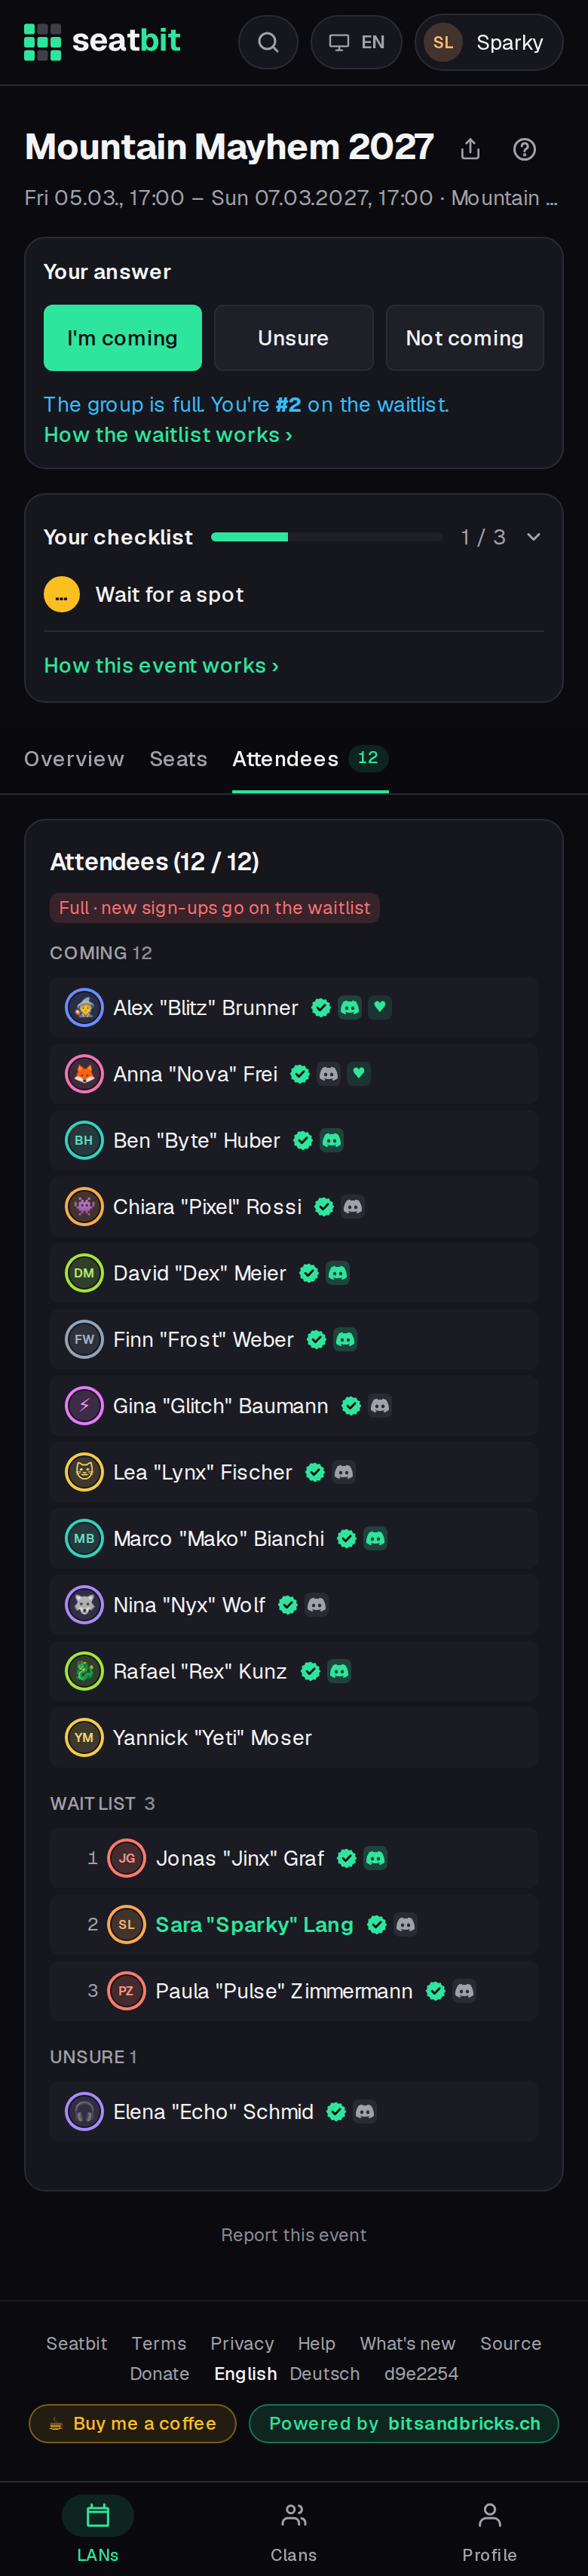 seatbit
EN
SL
Sparky
Mountain Mayhem 2027
Fri 05.03., 17:00 – Sun 07.03.2027, 17:00 · Mountain ...
Your answer
I'm coming
Unsure
Not coming
The group is full. You're #2 on the waitlist.
How the waitlist works ›
Your checklist
1 / 3
... Wait for a spot
How this event works ›
Overview
Seats
Attendees 12
Attendees (12 / 12)
Full · new sign-ups go on the waitlist
COMING 12
Alex "Blitz" Brunner
Anna "Nova" Frei
BH Ben "Byte" Huber
Chiara "Pixel" Rossi
DM David "Dex" Meier
FW Finn "Frost" Weber
Gina "Glitch" Baumann
Lea "Lynx" Fischer
MB Marco "Mako" Bianchi
Nina "Nyx" Wolf
Rafael "Rex" Kunz
YM Yannick "Yeti" Moser
WAITLIST 3
1 JG Jonas "Jinx" Graf
2 SL Sara "Sparky" Lang
3 PZ Paula "Pulse" Zimmermann
UNSURE 1
Elena "Echo" Schmid
Report this event
Seatbit Terms Privacy Help What's new Source
Donate English Deutsch d9e2254
Buy me a coffee
Powered by bitsandbricks.ch
LANs
Clans
Profile